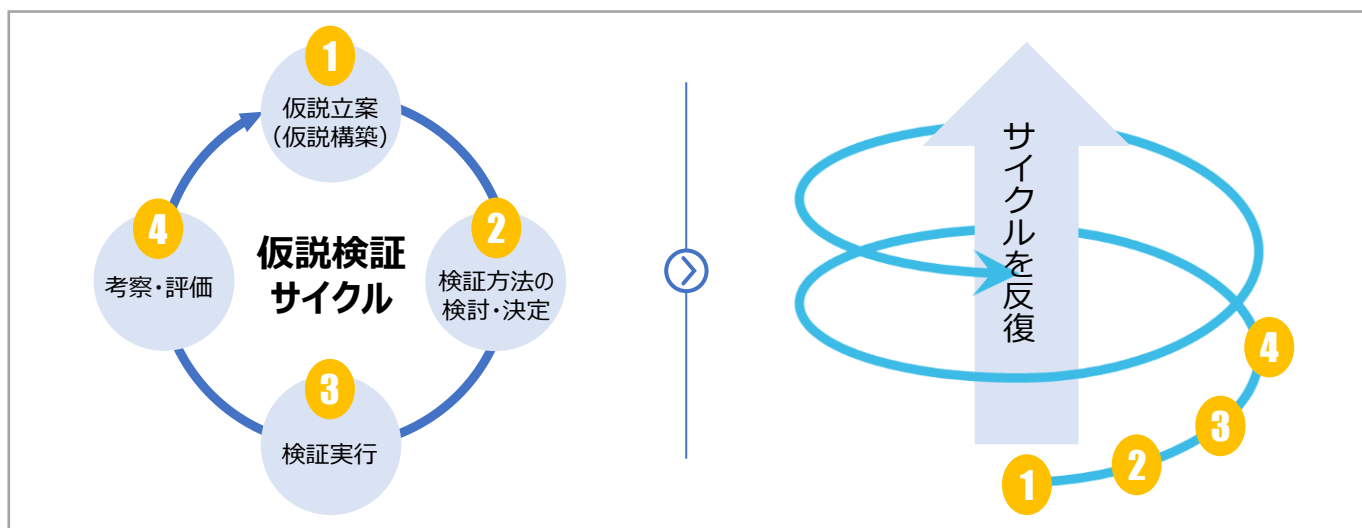 1
仮説立案
（仮説構築）
2
検証方法の
検討・決定
3
検証実行
4
考察・評価
仮説検証
サイクル
サイクルを反復
1
2
3
4